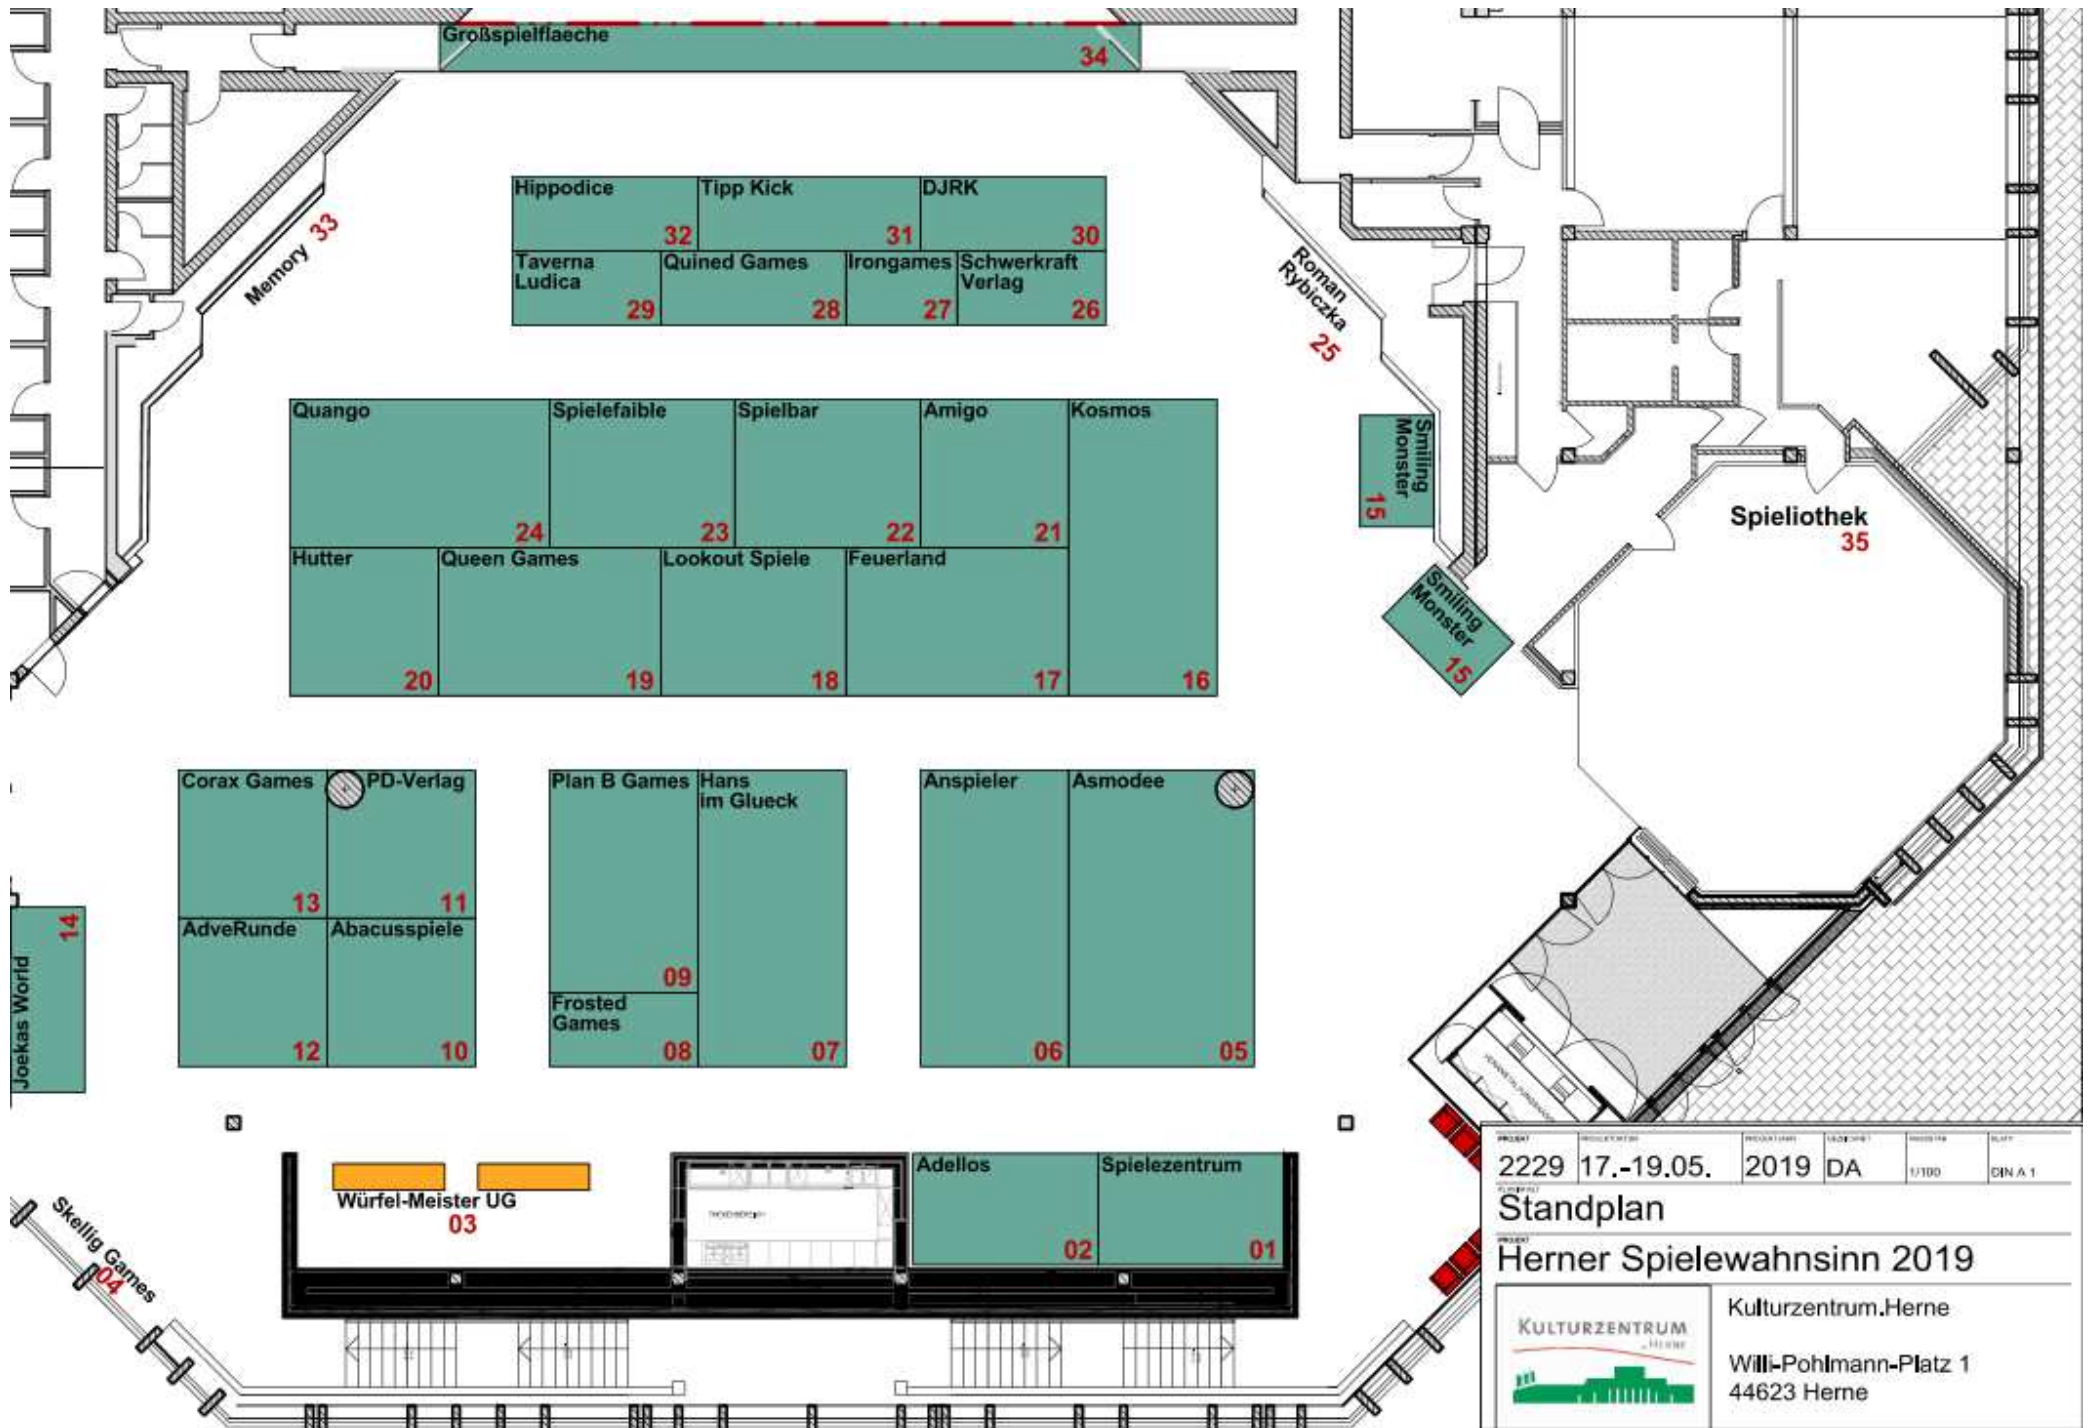 Großspielflaeche
34
Hippodice
32
Tipp Kick
31
DJRK
30
Memory 33
Taverna
Ludica
29
Quined Games
28
Irongames
27
Schwerkraft
Verlag
26
Roman
Rybiczka
25
Quango
24
Spielefaible
23
Spielbar
22
Amigo
21
Kosmos
16
Smiling
Monster
15
Spieliothek
35
Hutter
20
Queen Games
19
Lookout Spiele
18
Feuerland
17
Smiling
Monster
15
Corax Games
13
PD-Verlag
11
Plan B Games
09
Hans
im Glueck
07
Anspieler
06
Asmodee
05
Joekas World
14
AdveRunde
12
Abacusspiele
10
Frosted
Games
08
Würfel-Meister UG
03
Adellos
02
Spielezentrum
01
Skellig Games
04
PROJEKT
2229
17.-19.05.
2019
DA
1/100
DIN A 1
Standplan
PROJEKT
Herner Spielewahnsinn 2019
KULTURZENTRUM
HERNE
Kulturzentrum.Herne
Willi-Pohlmann-Platz 1
44623 Herne